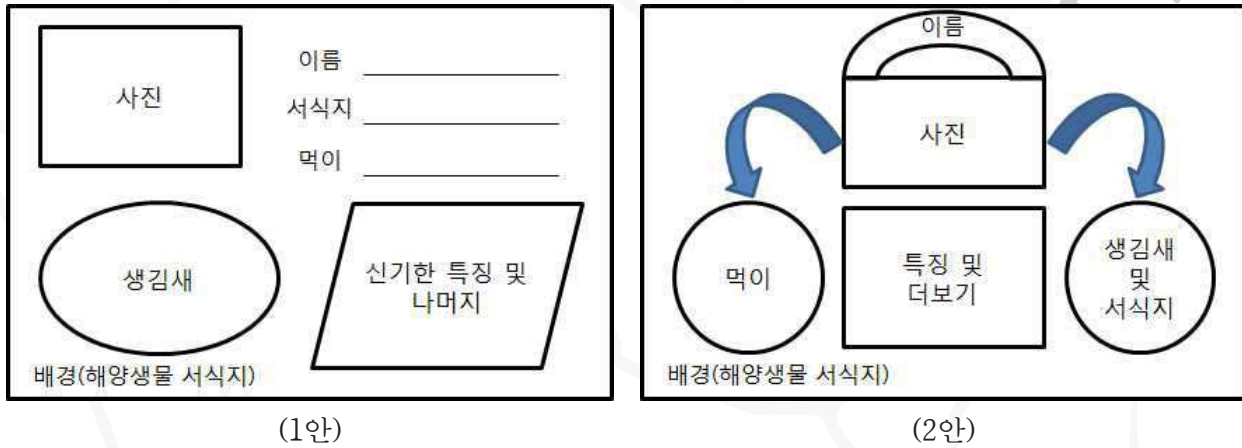 사진
이름
서식지
먹이
생김새
신기한 특징 및
나머지
배경(해양생물 서식지)
(1안)
이름
사진
먹이
특징 및
더보기
생김새
및
서식지
배경(해양생물 서식지)
(2안)